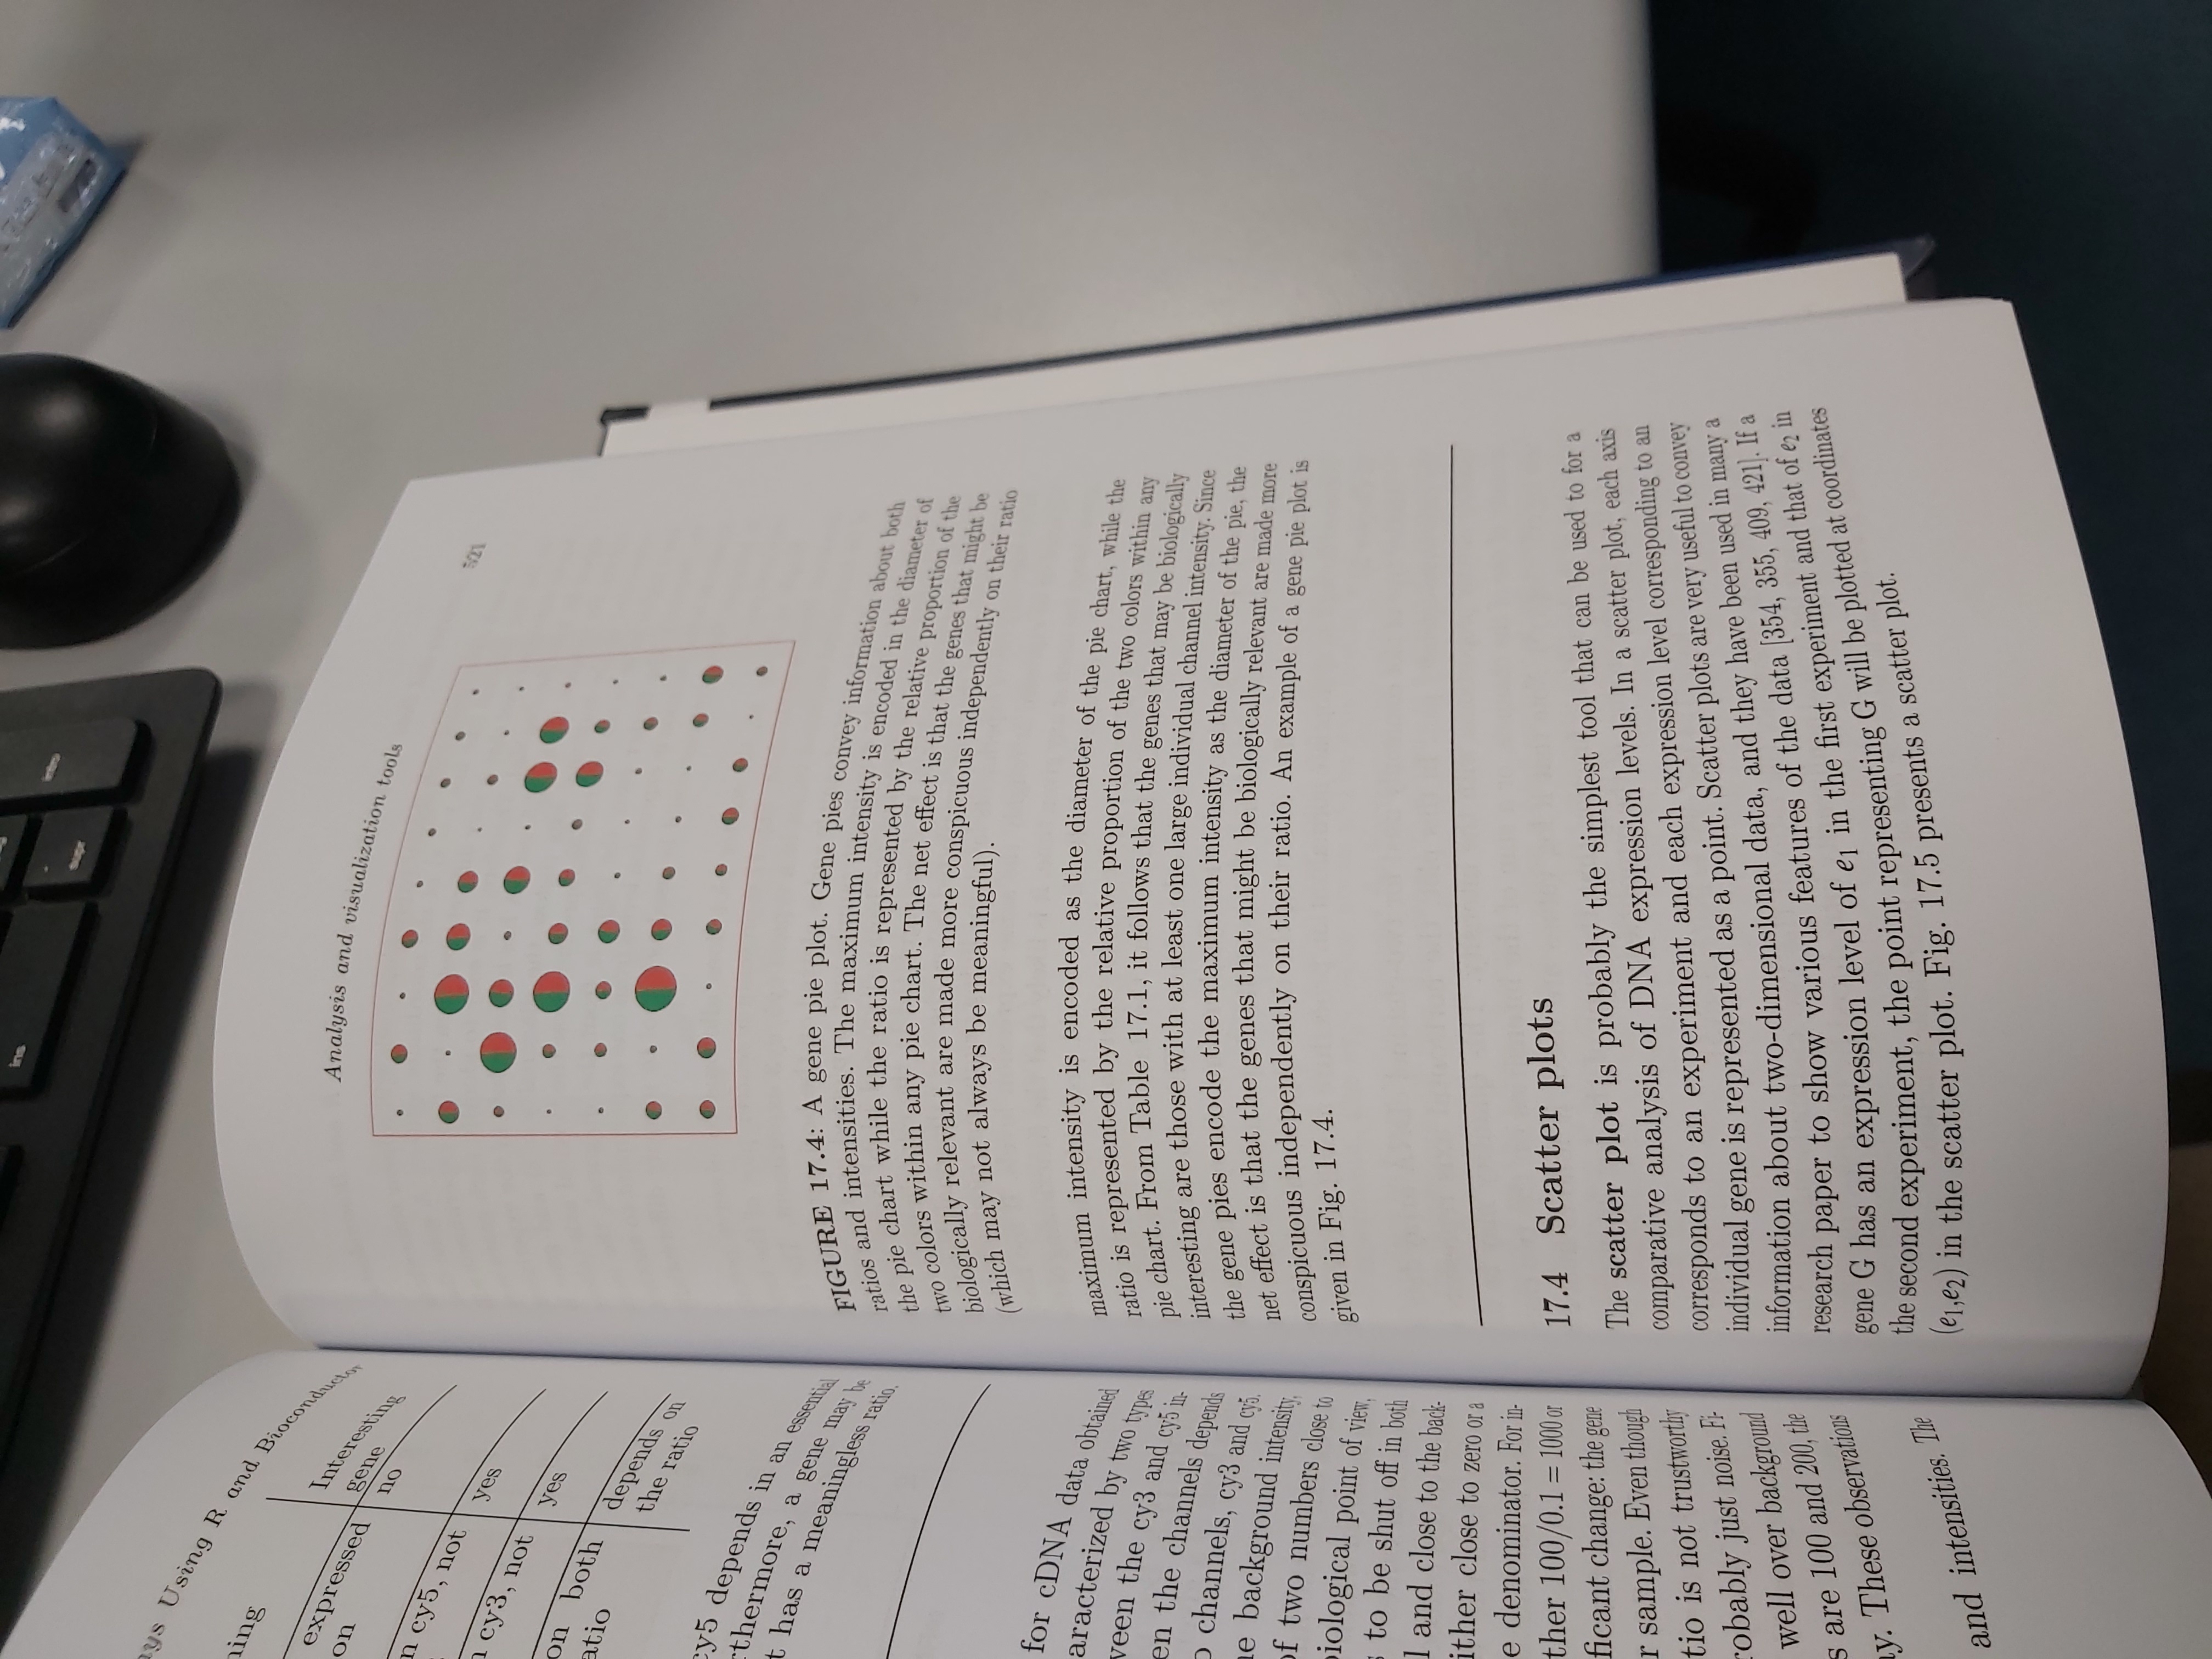 ins
supr
intro
Using R and Bioconductor
expressed
on
Interesting
gene
no
n cy5, not
yes
cy3, not
yes
on both
atio
depends on
the ratio
cy5 depends in an essential
rthermore, a gene may be
t has a meaningless ratio.
for cDNA data obtained
aracterized by two types
ween the cy3 and cy5 in-
en the channels depends
o channels, cy3 and cy5.
he background intensity,
of two numbers close to
biological point of view,
s to be shut off in both
l and close to the back-
ither close to zero or a
e denominator. For in-
ther 100/0.1 = 1000 or
ficant change: the gene
r sample. Even though
tio is not trustworthy
robably just noise. Fi-
well over background
s are 100 and 200, the
ay. These observations
and intensities. The
Analysis and visualization tools
521
FIGURE 17.4: A gene pie plot. Gene pies convey information about both
ratios and intensities. The maximum intensity is encoded in the diameter of
the pie chart while the ratio is represented by the relative proportion of the
two colors within any pie chart. The net effect is that the genes that might be
biologically relevant are made more conspicuous independently on their ratio
(which may not always be meaningful).
maximum intensity is encoded as the diameter of the pie chart, while the
ratio is represented by the relative proportion of the two colors within any
pie chart. From Table 17.1, it follows that the genes that may be biologically
interesting are those with at least one large individual channel intensity. Since
the gene pies encode the maximum intensity as the diameter of the pie, the
net effect is that the genes that might be biologically relevant are made more
conspicuous independently on their ratio. An example of a gene pie plot is
given in Fig. 17.4.
17.4 Scatter plots
The scatter plot is probably the simplest tool that can be used to for a
comparative analysis of DNA expression levels. In a scatter plot, each axis
corresponds to an experiment and each expression level corresponding to an
individual gene is represented as a point. Scatter plots are very useful to convey
information about two-dimensional data, and they have been used in many a
research paper to show various features of the data [354, 355, 409, 421]. If a
gene G has an expression level of e1 in the first experiment and that of e2 in
the second experiment, the point representing G will be plotted at coordinates
(e1,e2) in the scatter plot. Fig. 17.5 presents a scatter plot.